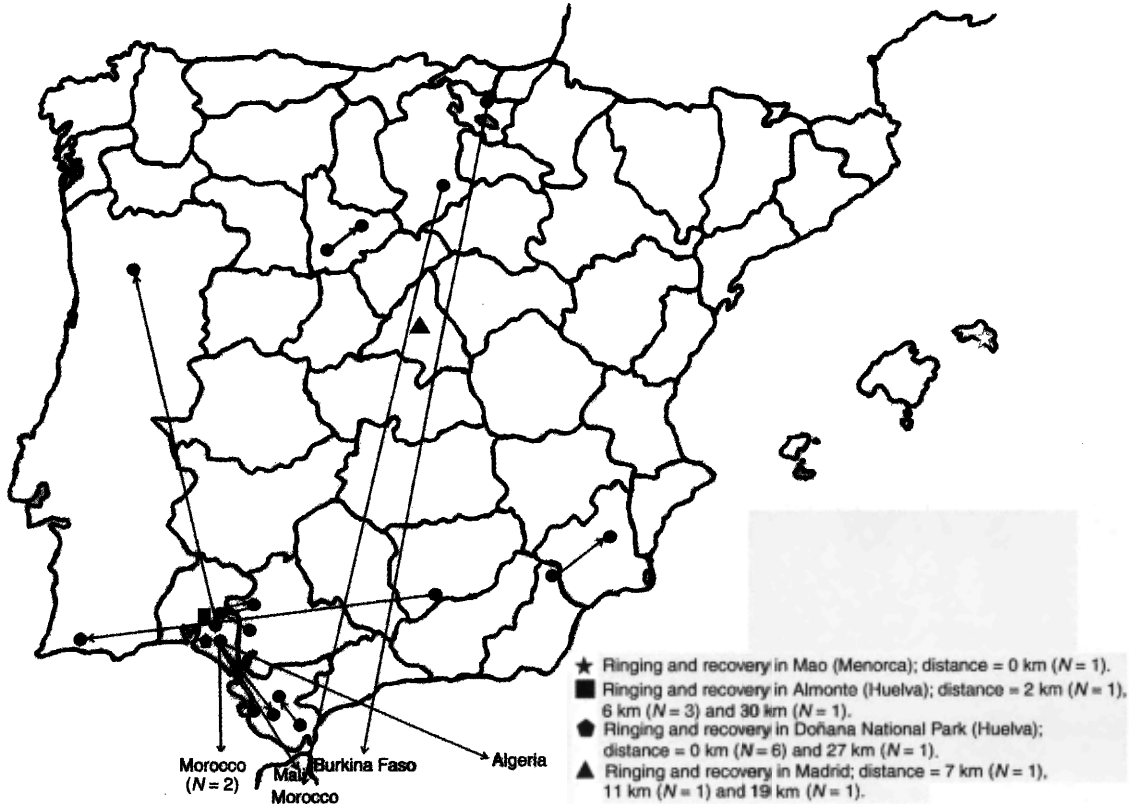 ★ Ringing and recovery in Mao (Menorca); distance = 0 km (N = 1).
■ Ringing and recovery in Almonte (Huelva); distance = 2 km (N = 1),
6 km (N = 3) and 30 km (N = 1).
Ringing and recovery in Doñana National Park (Huelva);
distance = 0 km (N = 6) and 27 km (N = 1).
▲ Ringing and recovery in Madrid; distance = 7 km (N = 1),
11 km (N = 1) and 19 km (N = 1).
Morocco
(N = 2)
Mali
Morocco
Burkina Faso
Algeria